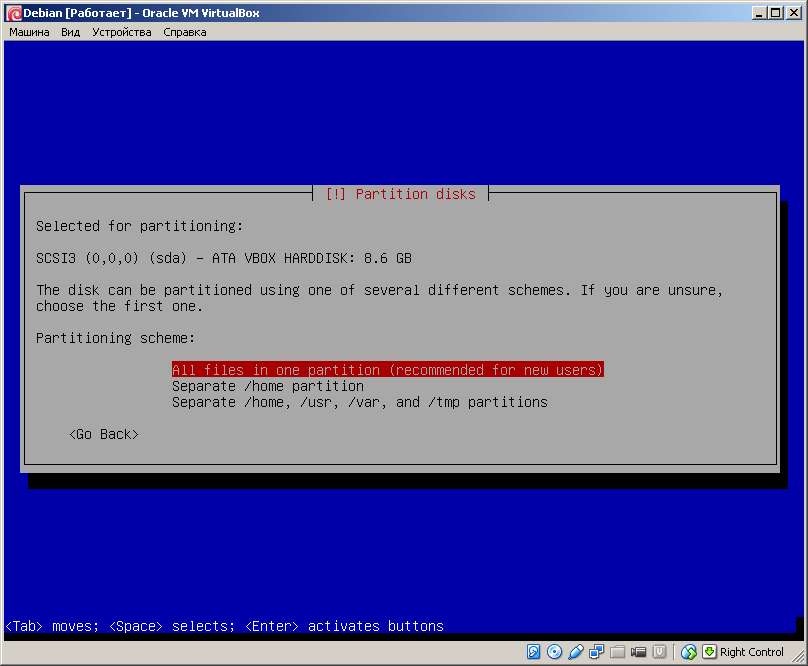 Debian [Работает] - Oracle VM VirtualBox
Машина Вид Устройства Справка
[!] Partition disks
Selected for partitioning:
SCSI3 (0,0,0) (sda) - ATA VBOX HARDDISK: 8.6 GB
The disk can be partitioned using one of several different schemes. If you are unsure,
choose the first one.
Partitioning scheme:
All files in one partition (recommended for new users)
Separate /home partition
Separate /home, /usr, /var, and /tmp partitions
<Go Back>
<Tab> moves; <Space> selects; <Enter> activates buttons
Right Control